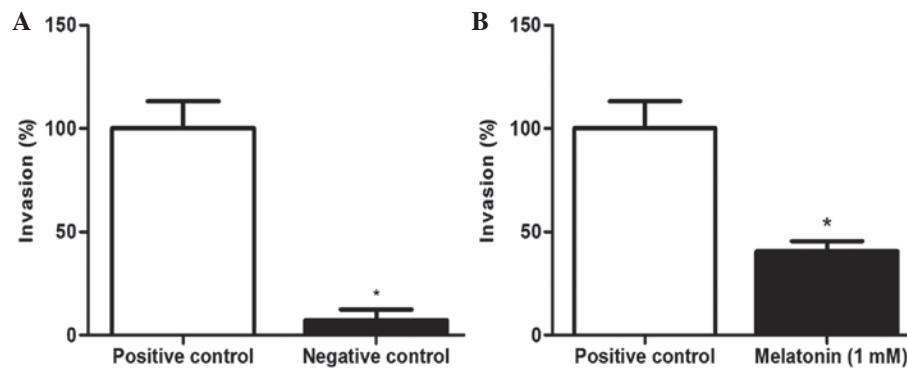 A
150
100
50
0
Invasion (%)
*
Positive control
Negative control
B
150
100
50
0
Invasion (%)
*
Positive control
Melatonin (1 mM)